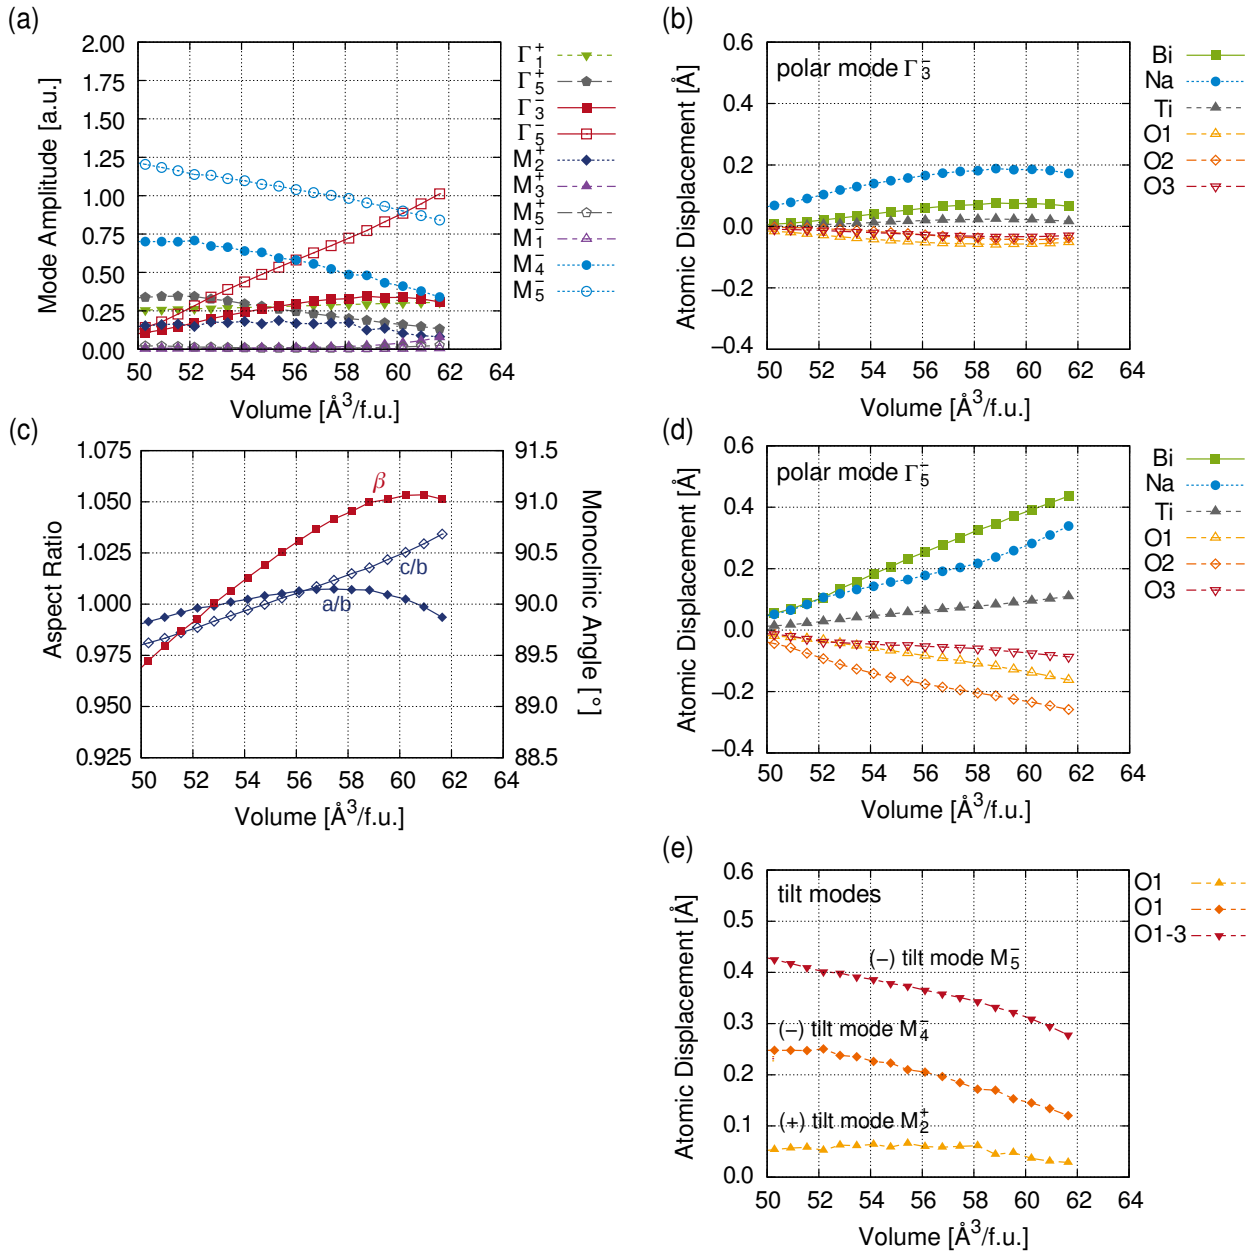 (a)
2.00
1.75
1.50
1.25
1.00
0.75
0.50
0.25
0.00
50 52 54 56 58 60 62 64
Mode Amplitude [a.u.]
Volume [Å³/f.u.]
Γ₁⁺
Γ₅⁺
Γ₃⁻
Γ₅⁻
M₂⁺
M₃⁺
M₅⁺
M₁⁻
M₄⁻
M₅⁻
(b)
polar mode Γ₃⁻
0.6
0.4
0.2
0.0
−0.2
−0.4
50 52 54 56 58 60 62 64
Atomic Displacement [Å]
Volume [Å³/f.u.]
Bi
Na
Ti
O1
O2
O3
(c)
1.075
1.050
1.025
1.000
0.975
0.950
0.925
91.5
91.0
90.5
90.0
89.5
89.0
88.5
50 52 54 56 58 60 62 64
Aspect Ratio
Monoclinic Angle [°]
Volume [Å³/f.u.]
β
c/b
a/b
(d)
polar mode Γ₅⁻
0.6
0.4
0.2
0.0
−0.2
−0.4
50 52 54 56 58 60 62 64
Atomic Displacement [Å]
Volume [Å³/f.u.]
Bi
Na
Ti
O1
O2
O3
(e)
tilt modes
0.6
0.5
0.4
0.3
0.2
0.1
0.0
50 52 54 56 58 60 62 64
Atomic Displacement [Å]
Volume [Å³/f.u.]
(−) tilt mode M₅⁻
(−) tilt mode M₄⁻
(+) tilt mode M₂⁺
O1
O1
O1-3